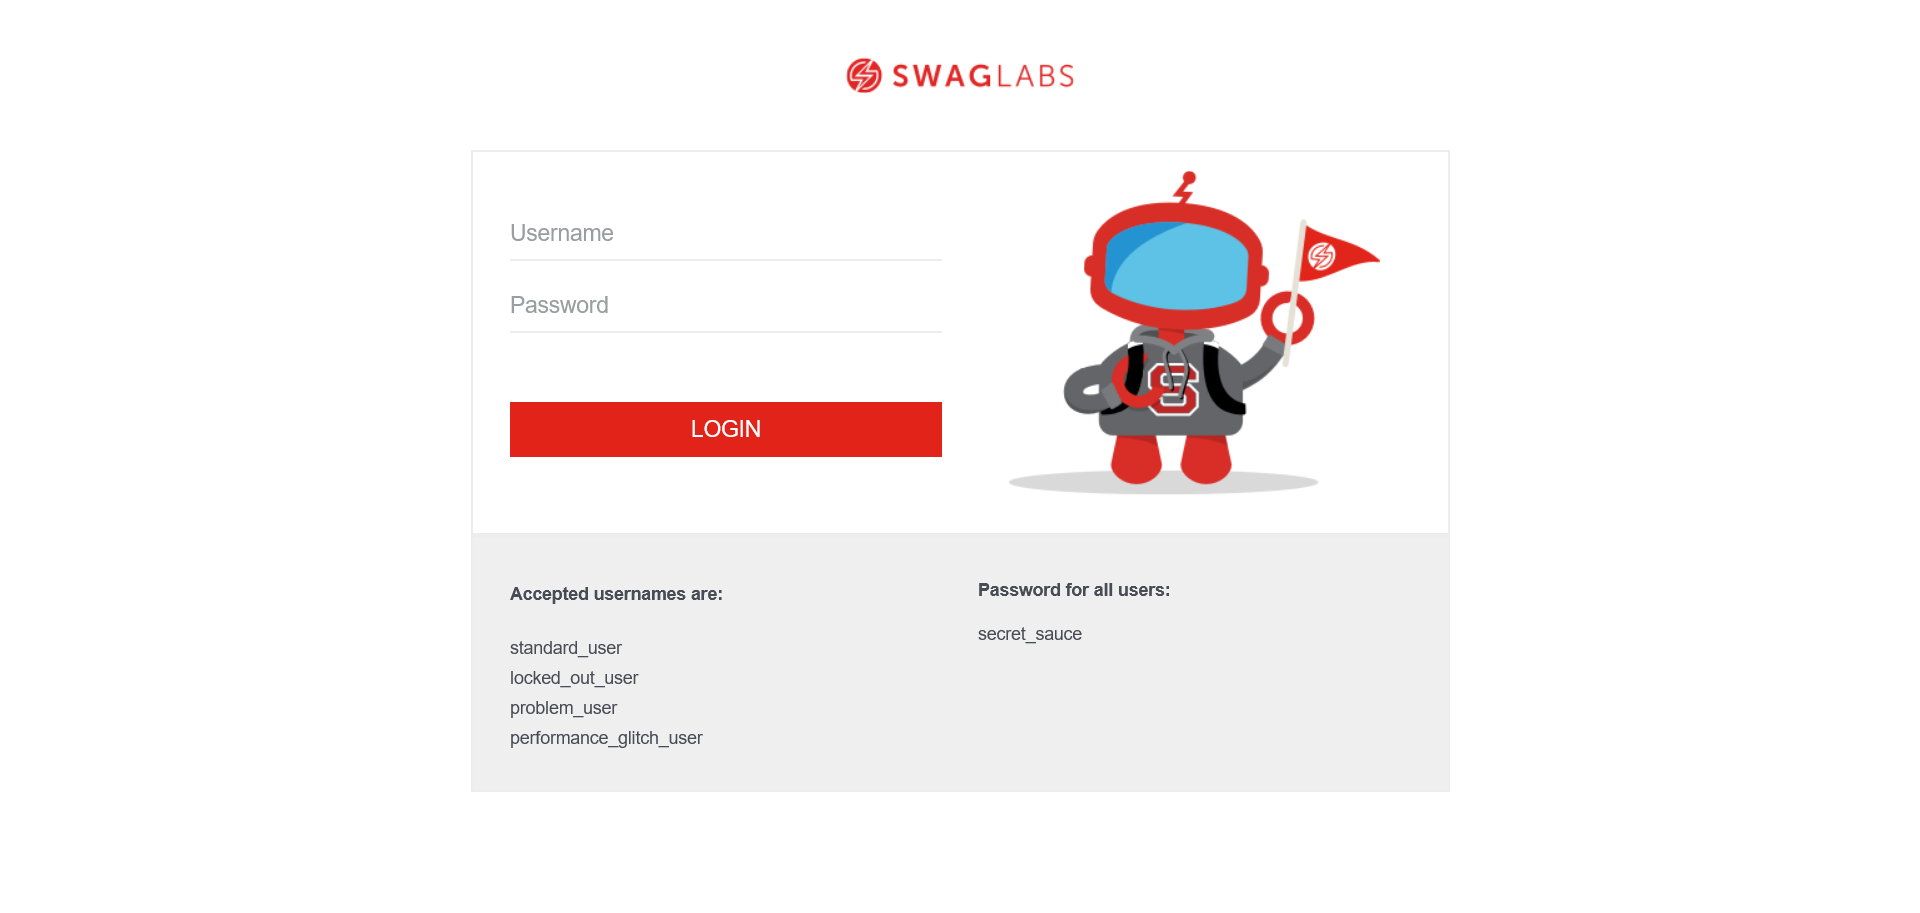 SWAGLABS
Username
Password
LOGIN
S
Accepted usernames are:
standard_user
locked_out_user
problem_user
performance_glitch_user
Password for all users:
secret_sauce